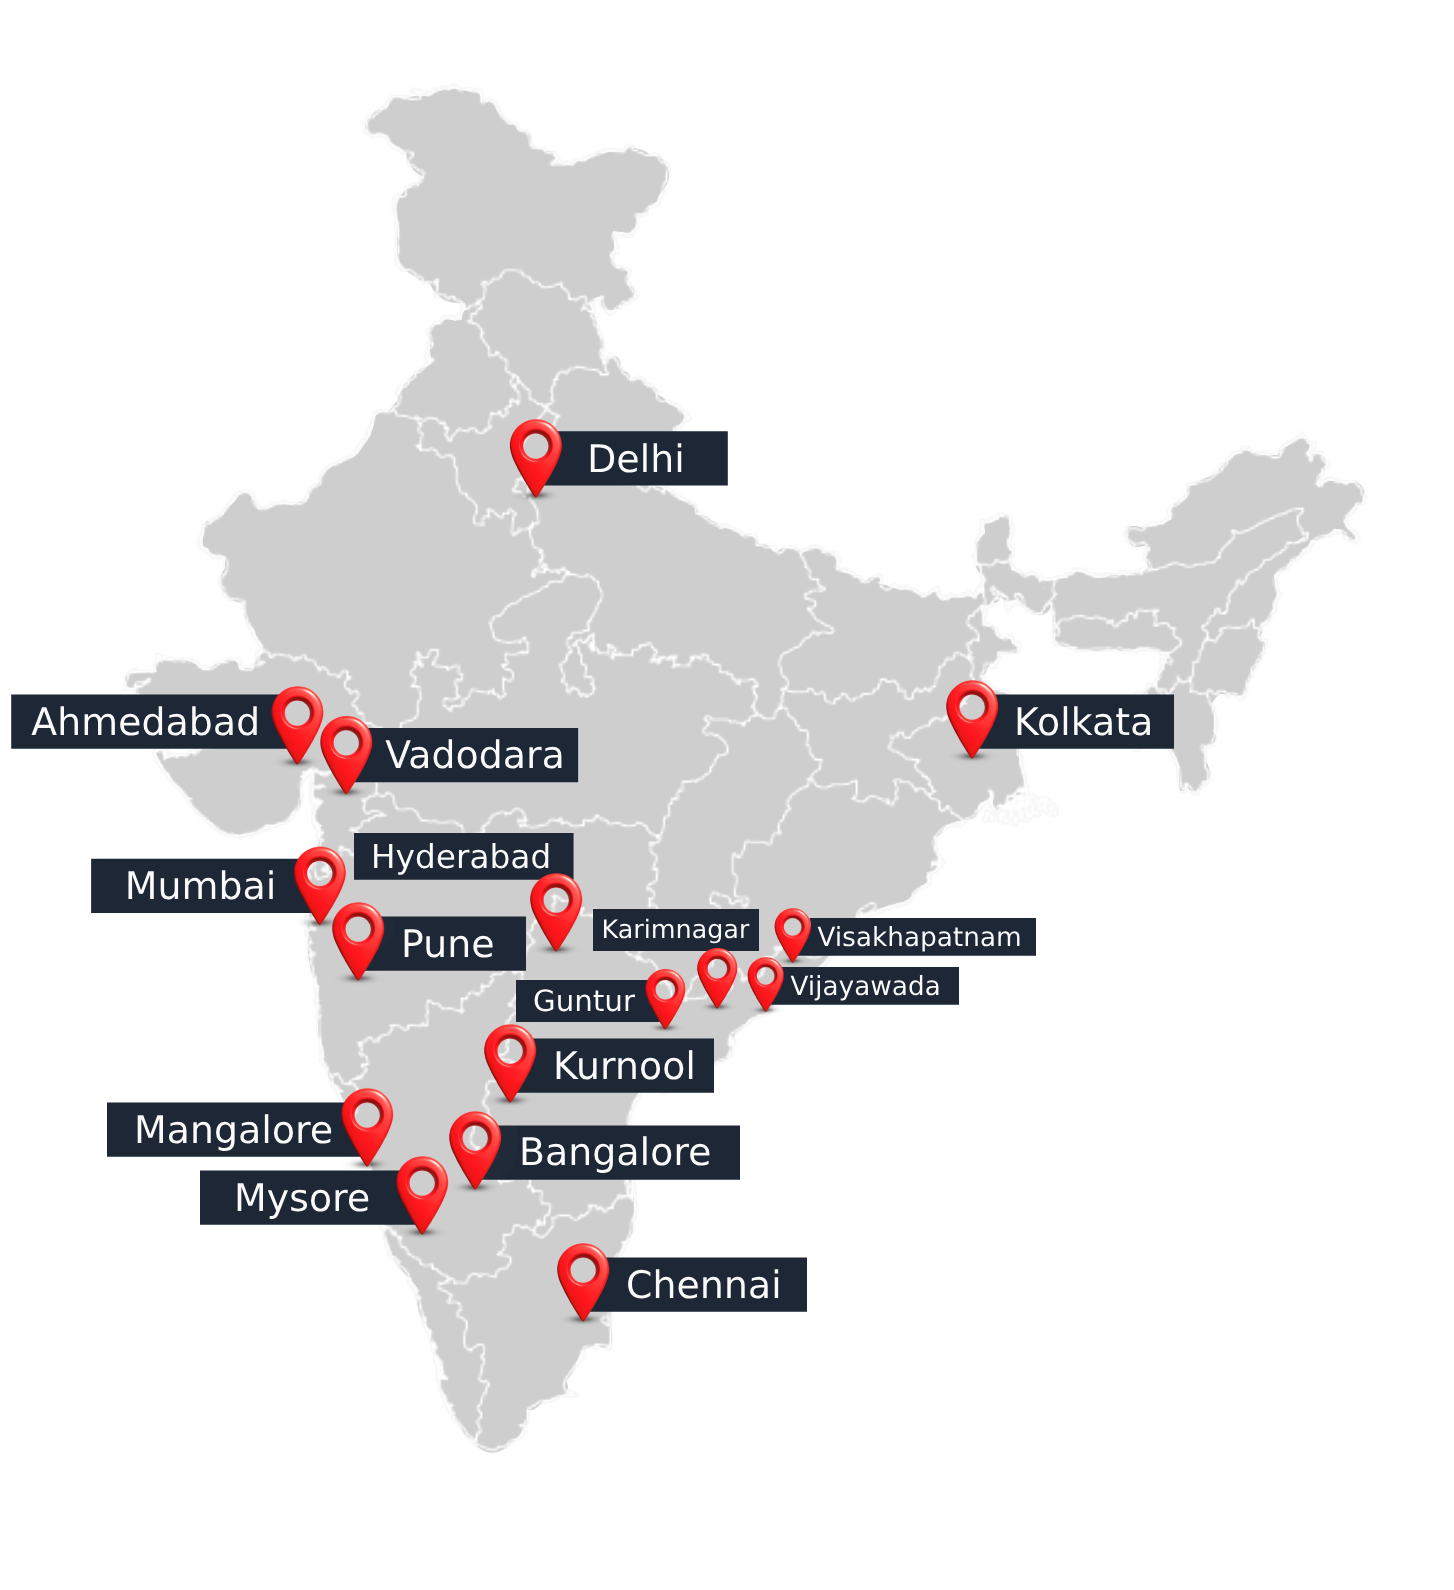 Delhi
Ahmedabad
Kolkata
Vadodara
Hyderabad
Mumbai
Karimnagar
Visakhapatnam
Pune
Vijayawada
Guntur
Kurnool
Mangalore
Bangalore
Mysore
Chennai